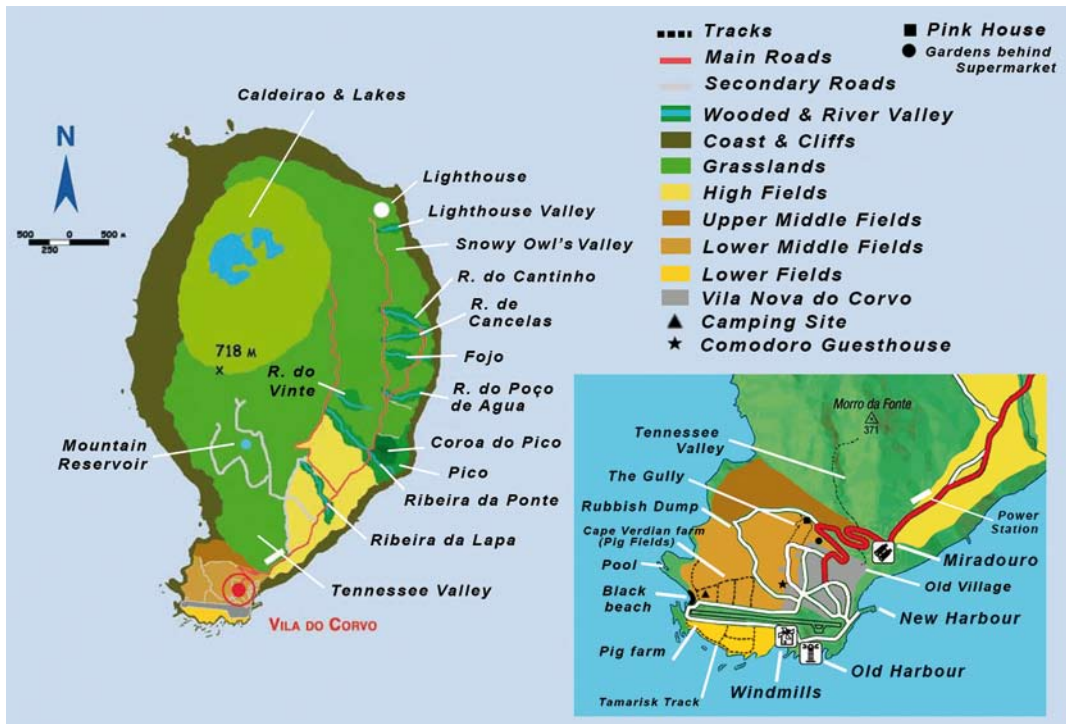 Caldeirao & Lakes
N
500
250
0
500 M
Lighthouse
Lighthouse Valley
Snowy Owl's Valley
R. do Cantinho
R. de
Cancelas
Fojo
R. do Poço
de Agua
718 M
x
R. do
Vinte
Mountain
Reservoir
Coroa do Pico
Pico
Ribeira da Ponte
Ribeira da Lapa
Tennessee Valley
VILA DO CORVO
Tracks
Main Roads
Secondary Roads
Wooded & River Valley
Coast & Cliffs
Grasslands
High Fields
Upper Middle Fields
Lower Middle Fields
Lower Fields
Vila Nova do Corvo
Camping Site
Comodoro Guesthouse
Pink House
Gardens behind
Supermarket
Morro da Fonte
371
Tennessee
Valley
The Gully
Rubbish Dump
Cape Verdian farm
(Pig Fields)
Pool
Black
beach
Pig farm
Tamarisk Track
Windmills
Old Harbour
New Harbour
Old Village
Miradouro
Power
Station